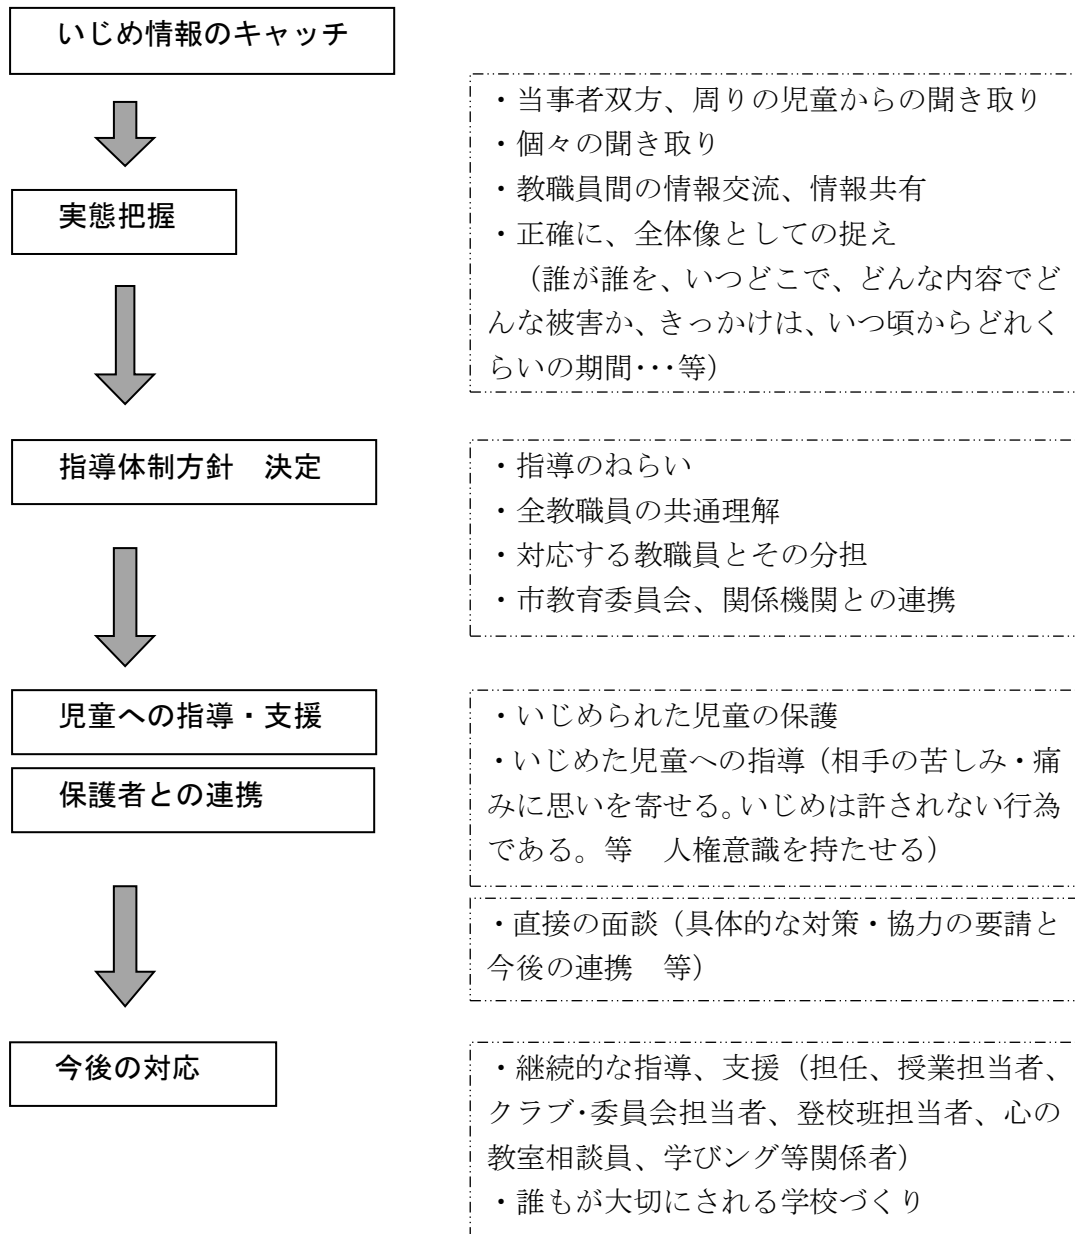 いじめ情報のキャッチ
・当事者双方、周りの児童からの聞き取り
・個々の聞き取り
・教職員間の情報交流、情報共有
・正確に、全体像としての捉え
（誰が誰を、いつどこで、どんな内容でど
んな被害か、きっかけは、いつ頃からどれく
らいの期間･･･等）
実態把握
指導体制方針　決定
・指導のねらい
・全教職員の共通理解
・対応する教職員とその分担
・市教育委員会、関係機関との連携
児童への指導・支援
保護者との連携
・いじめられた児童の保護
・いじめた児童への指導（相手の苦しみ・痛
みに思いを寄せる。いじめは許されない行為
である。等　人権意識を持たせる）
・直接の面談（具体的な対策・協力の要請と
今後の連携　等）
今後の対応
・継続的な指導、支援（担任、授業担当者、
クラブ･委員会担当者、登校班担当者、心の
教室相談員、学びング等関係者）
・誰もが大切にされる学校づくり